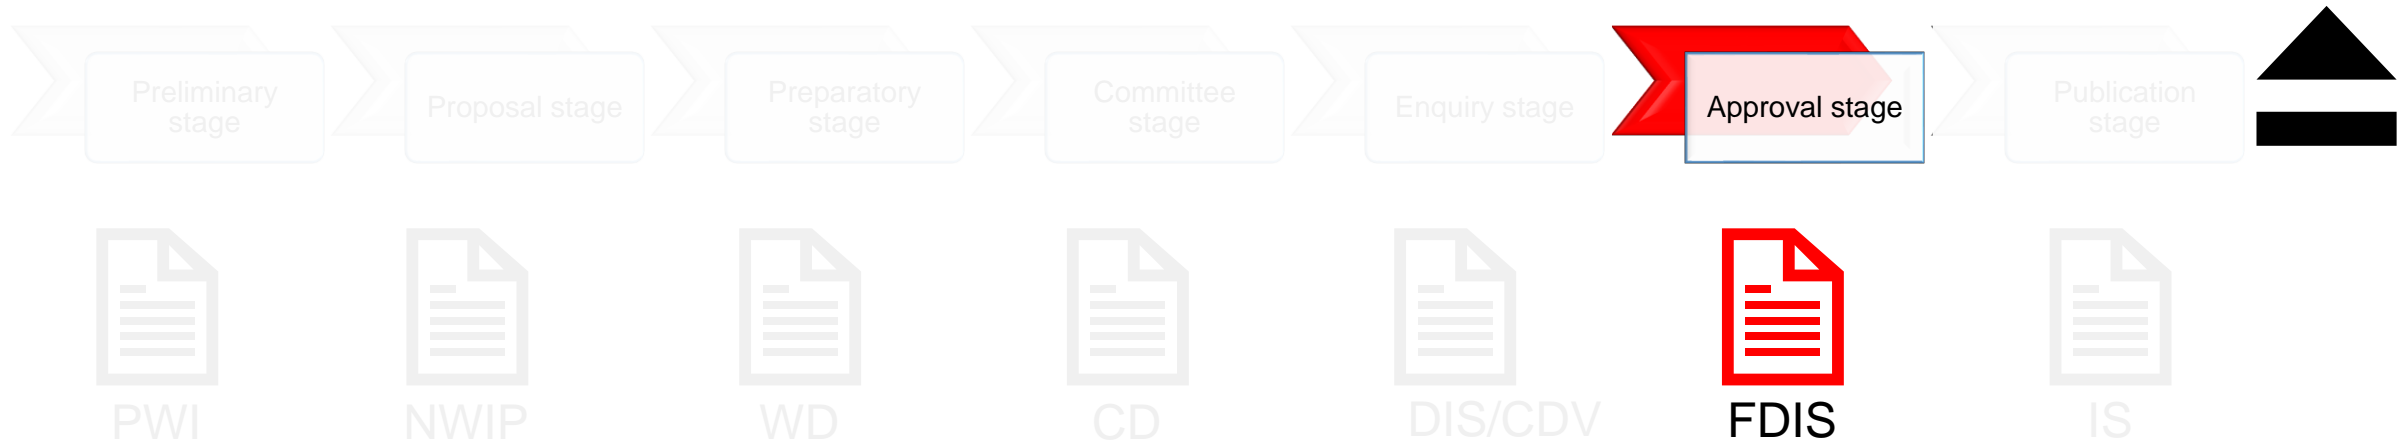 Preliminary
stage
Proposal stage
Preparatory
stage
Committee
stage
Enquiry stage
Approval stage
Publication
stage
PWI
NWIP
WD
CD
DIS/CDV
FDIS
IS